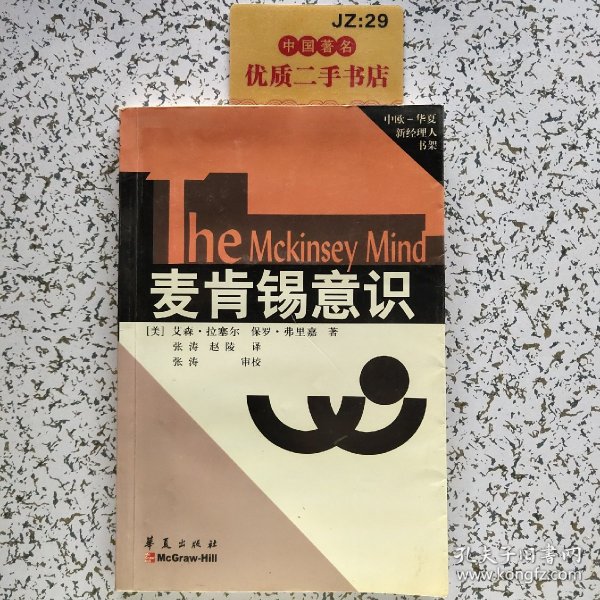 JZ:29
中国著名
优质二手书店
中欧-华夏
新经理人
书架
The Mckinsey Mind
麦肯锡意识
[美] 艾森·拉塞尔 保罗·弗里嘉 著
张涛 赵陵 译
张涛 审校
华夏出版社
McGraw-Hill
孔夫子旧书网
www.kongfz.com